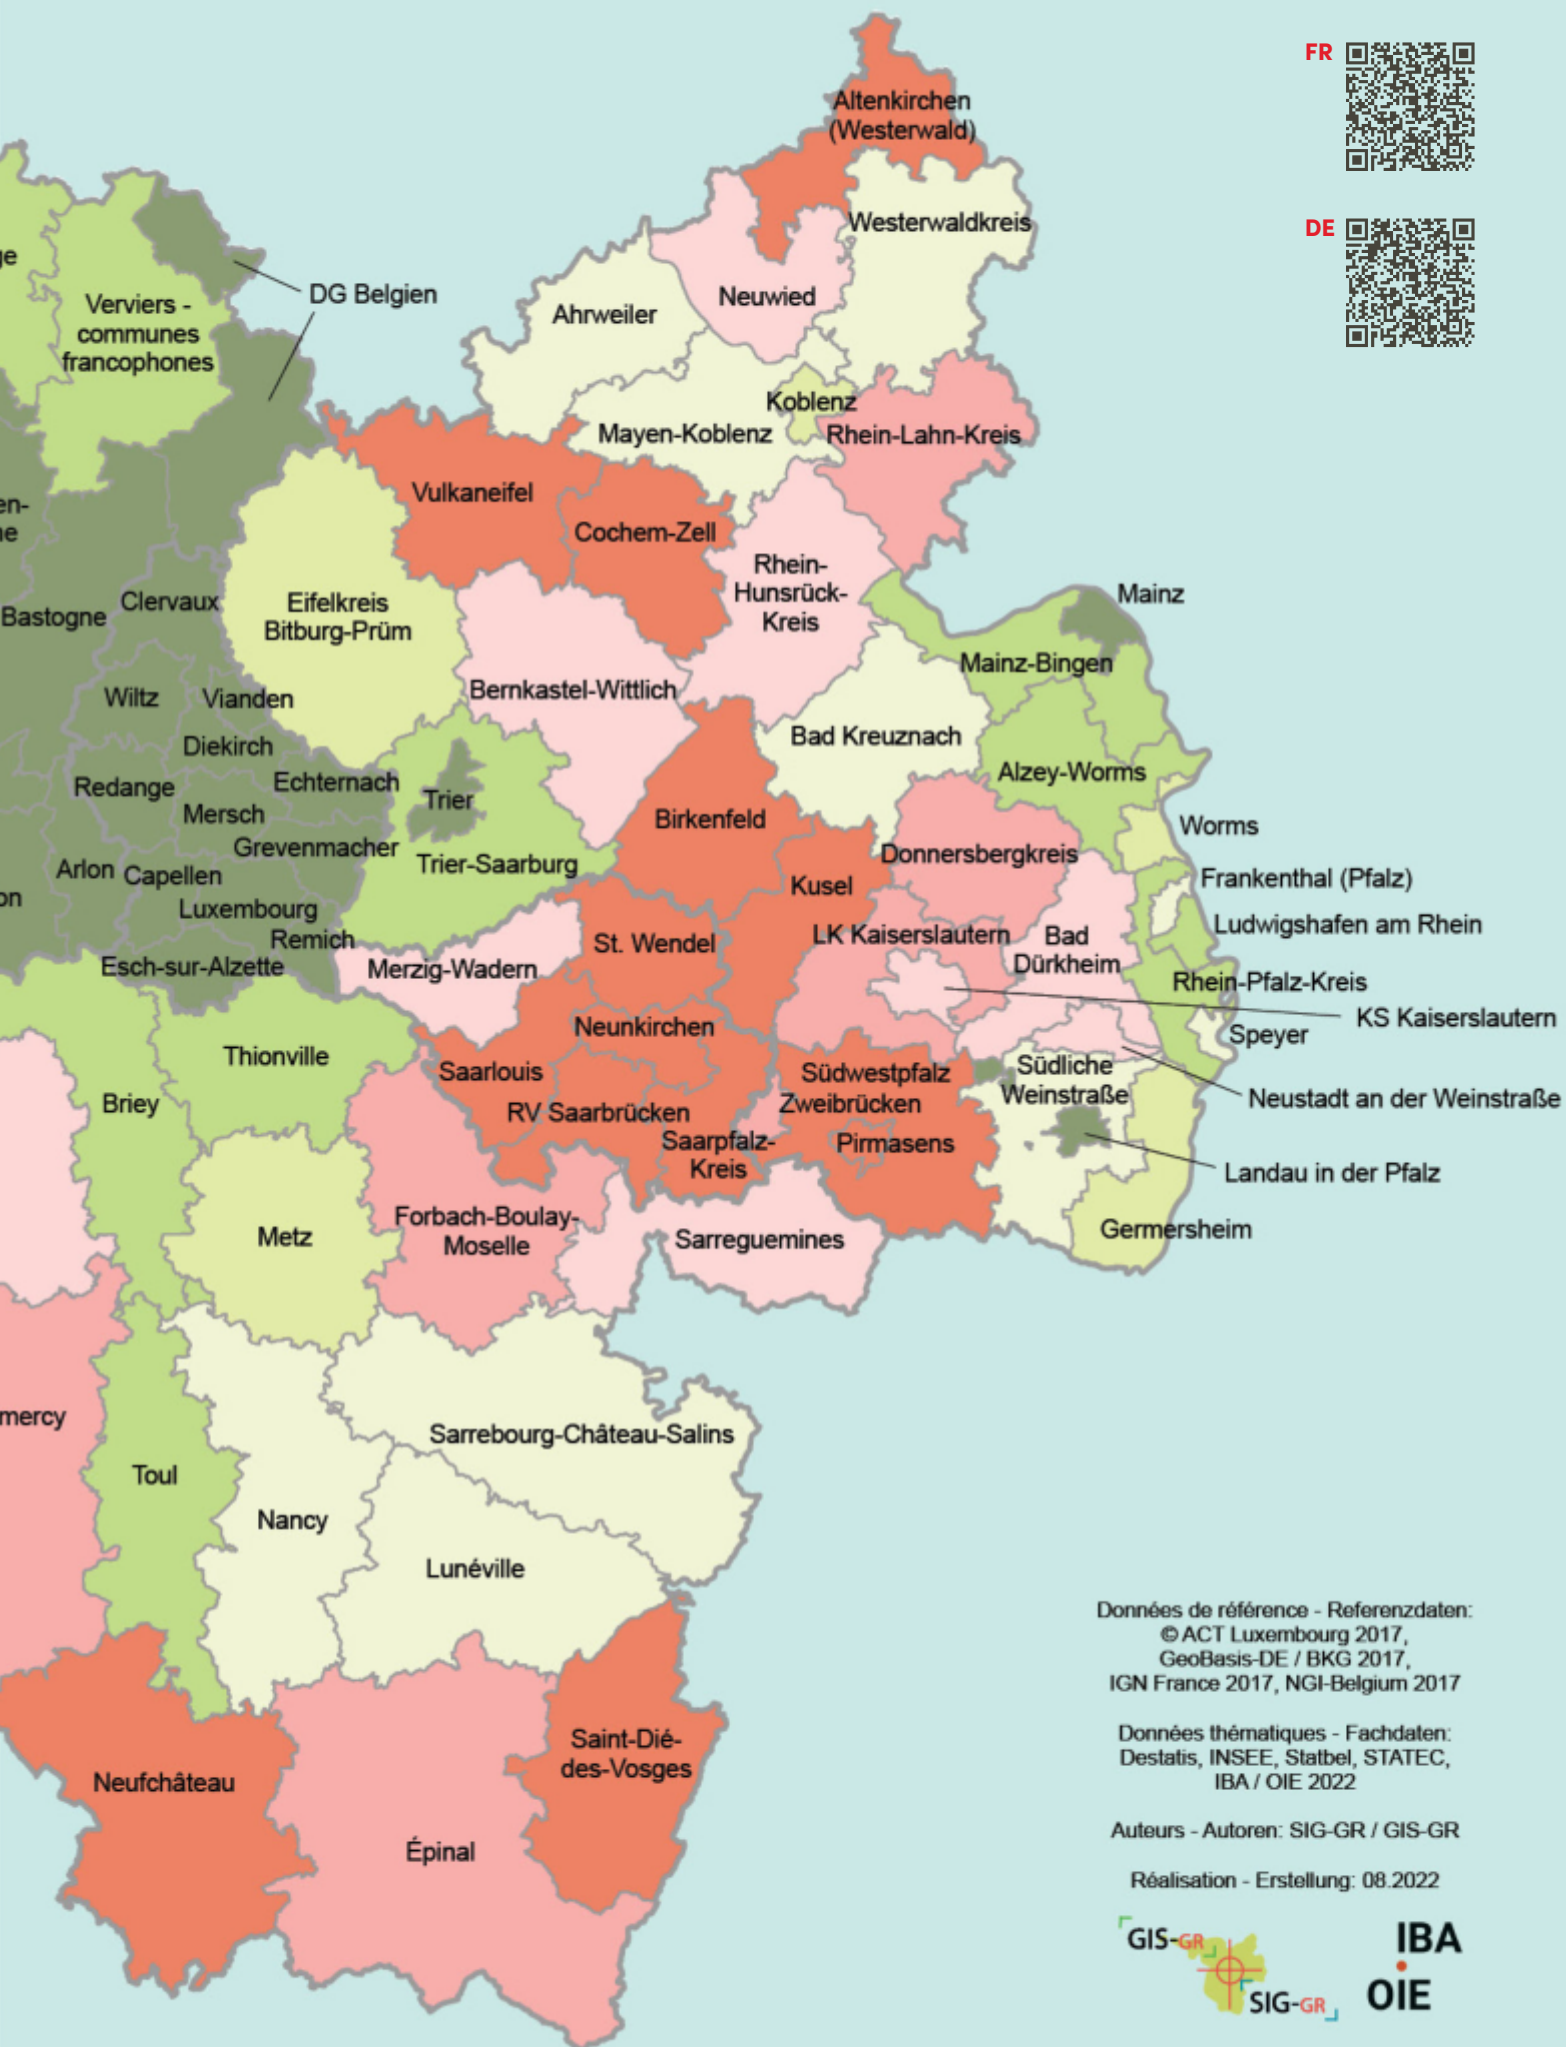 FR
DE
Altenkirchen
(Westerwald)
Westerwaldkreis
ge
DG Belgien
Neuwied
Verviers -
communes
francophones
Ahrweiler
Koblenz
Mayen-Koblenz
Rhein-Lahn-Kreis
Vulkaneifel
en-
ne
Cochem-Zell
Rhein-
Hunsrück-
Kreis
Mainz
Clervaux
Bastogne
Eifelkreis
Bitburg-Prüm
Mainz-Bingen
Wiltz
Vianden
Bernkastel-Wittlich
Diekirch
Bad Kreuznach
Redange
Echternach
Alzey-Worms
Trier
Mersch
Birkenfeld
Worms
Grevenmacher
Donnersbergkreis
Arlon
Capellen
Trier-Saarburg
Kusel
Frankenthal (Pfalz)
on
Luxembourg
Ludwigshafen am Rhein
Remich
St. Wendel
LK Kaiserslautern
Bad
Dürkheim
Esch-sur-Alzette
Merzig-Wadern
Rhein-Pfalz-Kreis
KS Kaiserslautern
Neunkirchen
Speyer
Thionville
Saarlouis
Südwestpfalz
Südliche
Weinstraße
Briey
RV Saarbrücken
Zweibrücken
Neustadt an der Weinstraße
Saarpfalz-
Kreis
Pirmasens
Landau in der Pfalz
Metz
Forbach-Boulay-
Moselle
Sarreguemines
Germersheim
mercy
Sarrebourg-Château-Salins
Toul
Nancy
Lunéville
Données de référence - Referenzdaten:
© ACT Luxembourg 2017,
GeoBasis-DE / BKG 2017,
IGN France 2017, NGI-Belgium 2017
Saint-Dié-
des-Vosges
Données thématiques - Fachdaten:
Destatis, INSEE, Statbel, STATEC,
IBA / OIE 2022
Neufchâteau
Auteurs - Autoren: SIG-GR / GIS-GR
Épinal
Réalisation - Erstellung: 08.2022
GIS-GR
SIG-GR
IBA
OIE